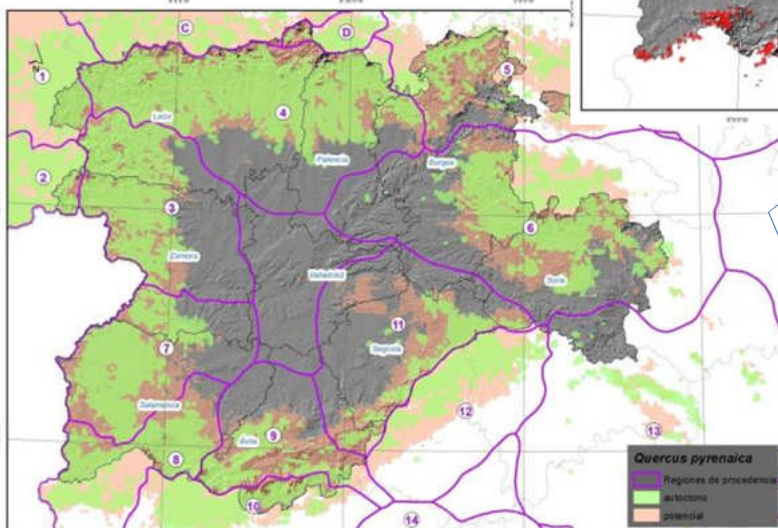 C
D
1
5
León
4
Palencia
Burgos
2
3
6
Zamora
Valladolid
Soria
11
7
Segovia
Salamanca
12
Ávila
9
13
8
10
14
Quercus pyrenaica
Regiones de procedencia
autoctono
potencial